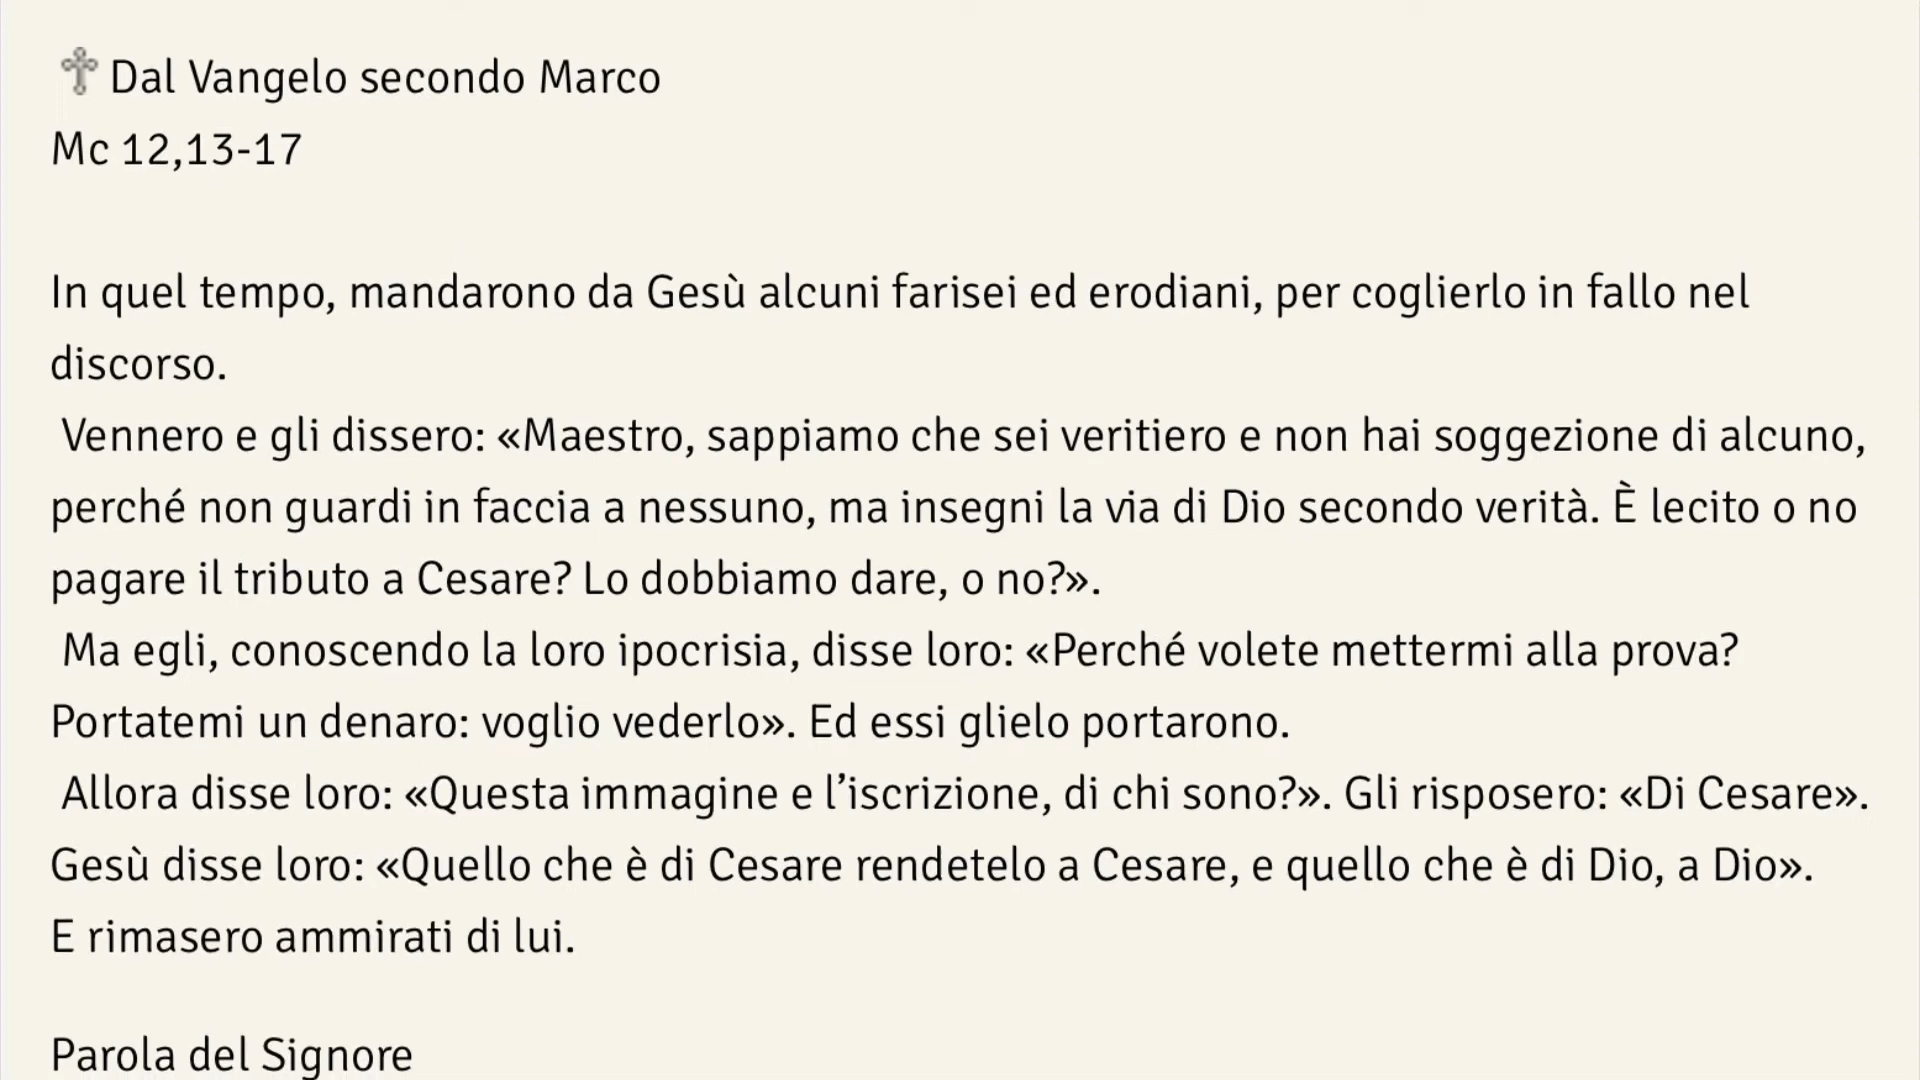 Dal Vangelo secondo Marco
Mc 12,13-17
In quel tempo, mandarono da Gesù alcuni farisei ed erodiani, per coglierlo in fallo nel
discorso.
Vennero e gli dissero: «Maestro, sappiamo che sei veritiero e non hai soggezione di alcuno,
perché non guardi in faccia a nessuno, ma insegni la via di Dio secondo verità. È lecito o no
pagare il tributo a Cesare? Lo dobbiamo dare, o no?».
Ma egli, conoscendo la loro ipocrisia, disse loro: «Perché volete mettermi alla prova?
Portatemi un denaro: voglio vederlo». Ed essi glielo portarono.
Allora disse loro: «Questa immagine e l’iscrizione, di chi sono?». Gli risposero: «Di Cesare».
Gesù disse loro: «Quello che è di Cesare rendetelo a Cesare, e quello che è di Dio, a Dio».
E rimasero ammirati di lui.
Parola del Signore